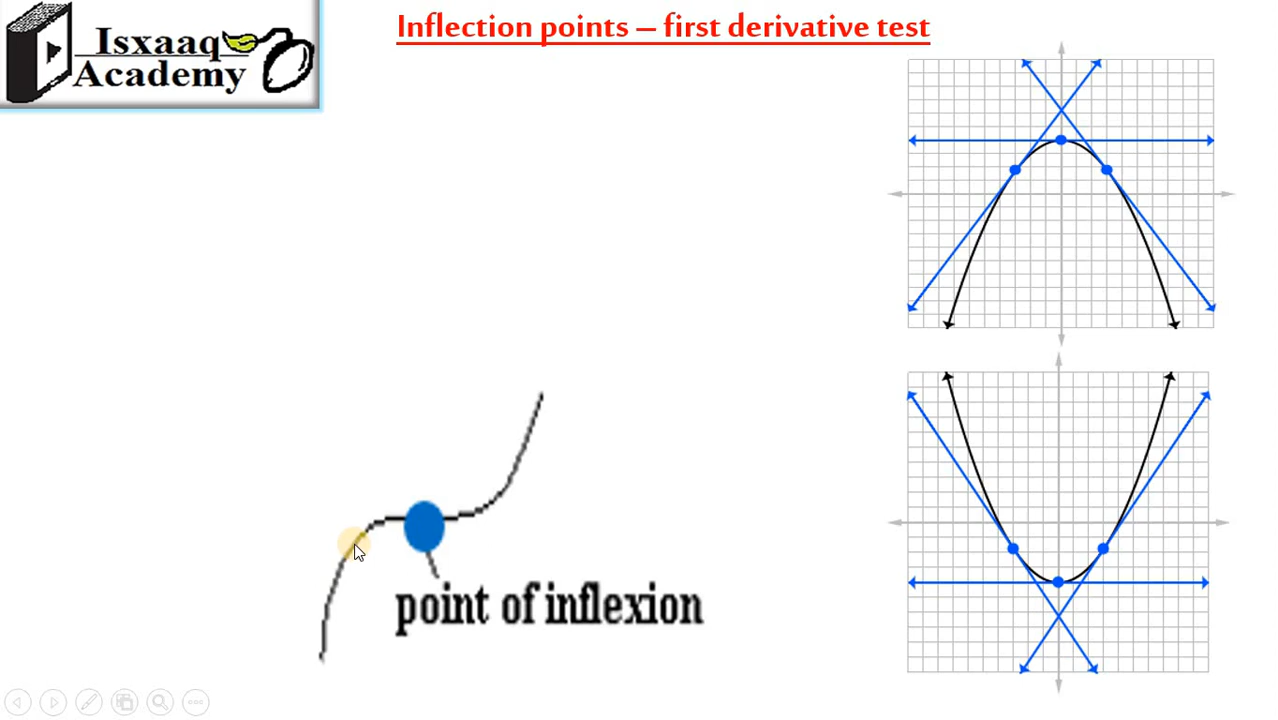 Isxaaq
Academy
Inflection points – first derivative test
point of inflexion